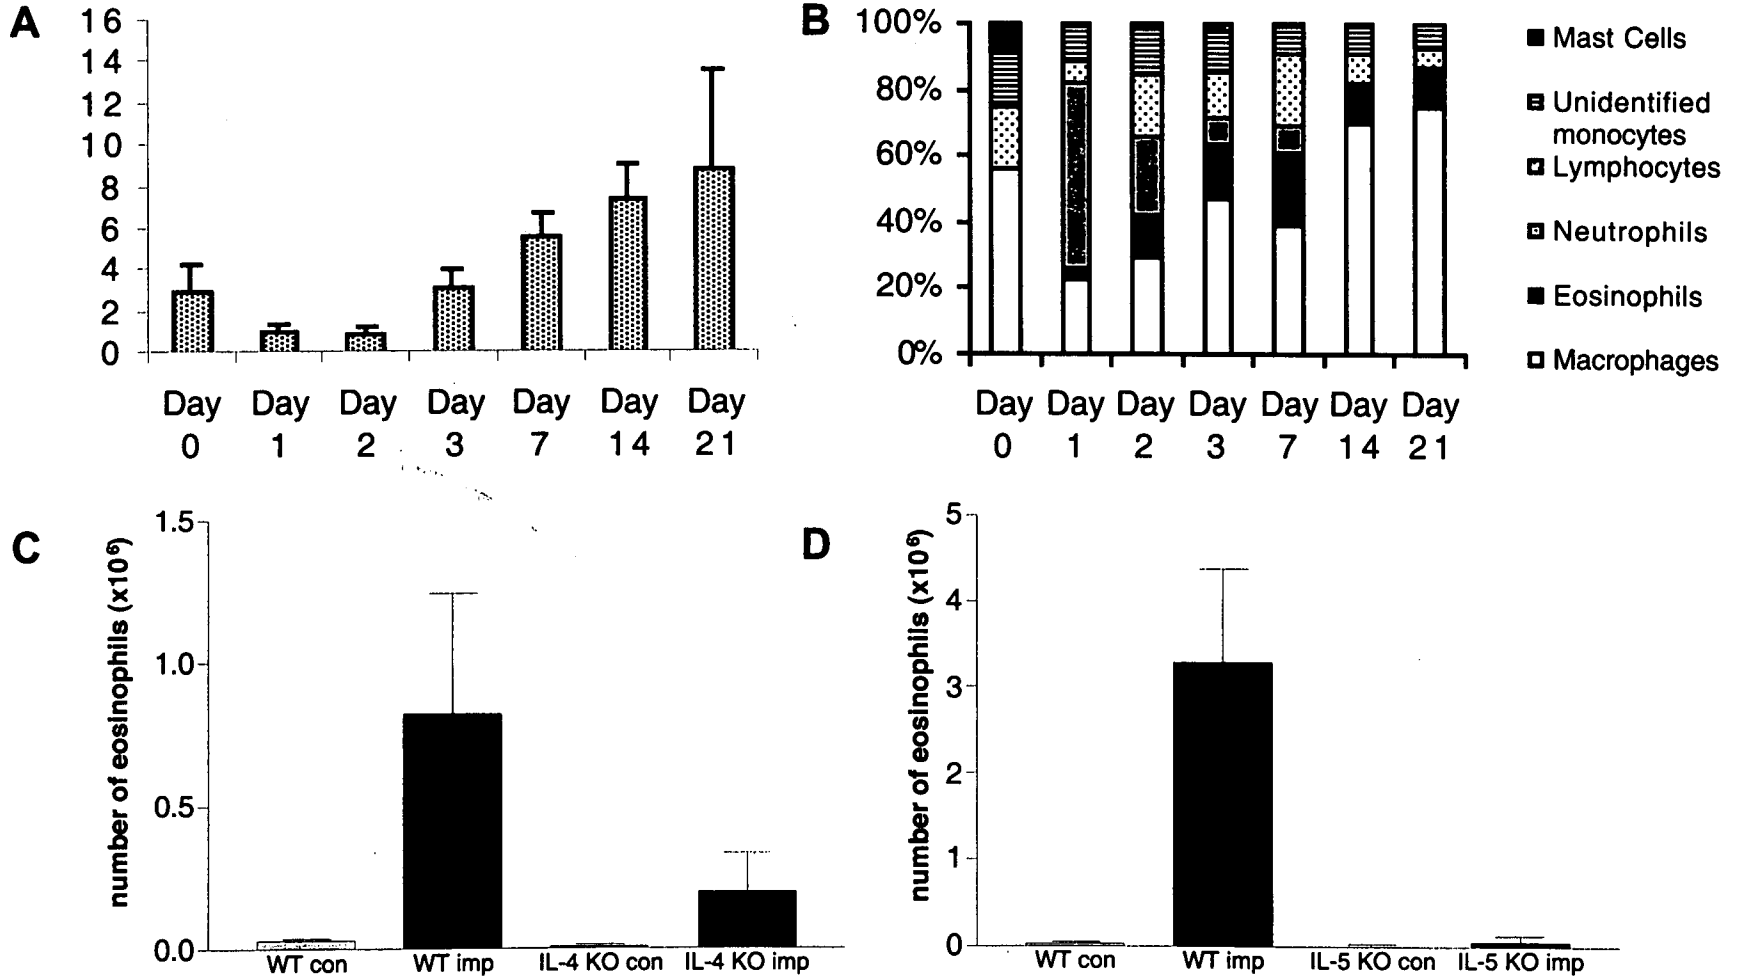 A
16
14
12
10
8
6
4
2
0
Day Day Day Day Day Day Day
0 1 2 3 7 14 21
B
100%
80%
60%
40%
20%
0%
Day Day Day Day Day Day Day
0 1 2 3 7 14 21
Mast Cells
Unidentified
monocytes
Lymphocytes
Neutrophils
Eosinophils
Macrophages
C
number of eosinophils (x10⁶)
1.5
1.0
0.5
0.0
WT con WT imp IL-4 KO con IL-4 KO imp
D
number of eosinophils (x10⁶)
5
4
3
2
1
0
WT con WT imp IL-5 KO con IL-5 KO imp